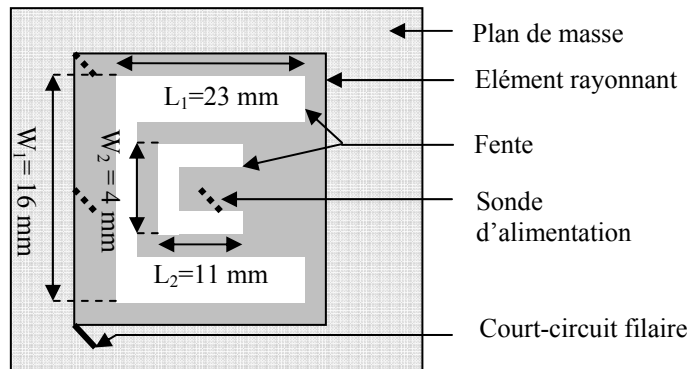 Plan de masse
Elément rayonnant
L1=23 mm
W1= 16 mm
W2= 4 mm
Fente
Sonde
d'alimentation
L2=11 mm
Court-circuit filaire